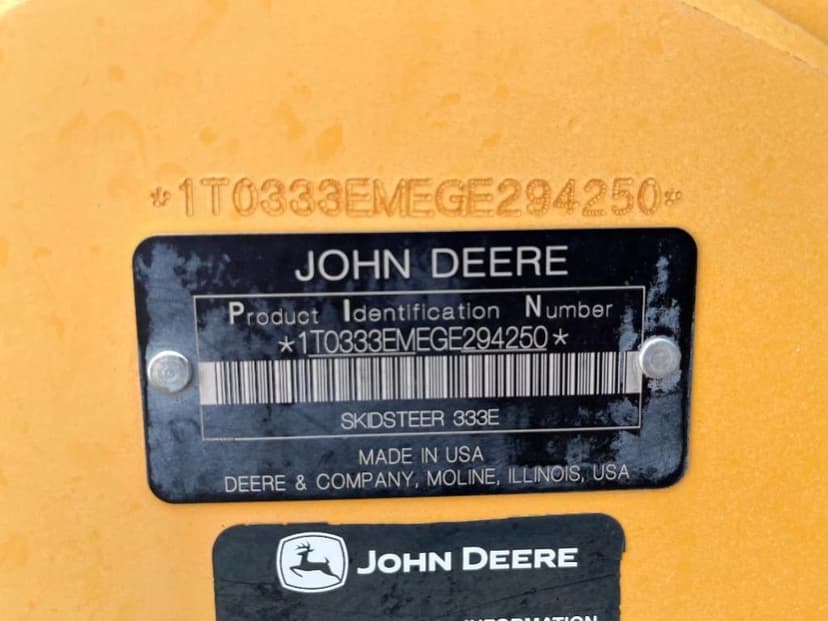 *1T0333EMEGE294250*
JOHN DEERE
Product Identification Number
*1T0333EMEGE294250*
SKIDSTEER 333E
MADE IN USA
DEERE & COMPANY, MOLINE, ILLINOIS, USA
JOHN DEERE
INFORMATION